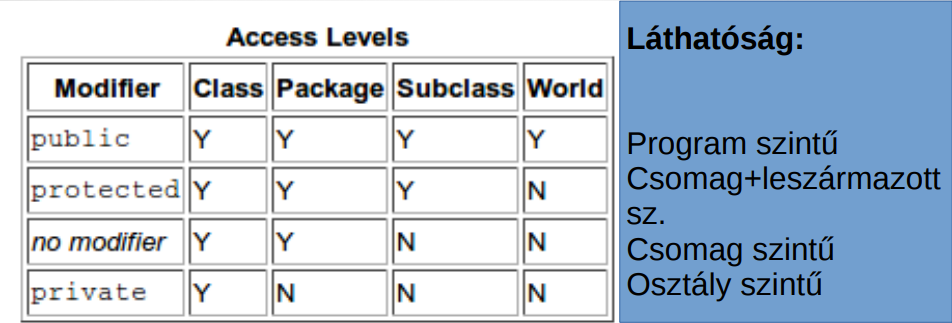 Access Levels
Modifier Class Package Subclass World
public Y Y Y Y
protected Y Y Y N
no modifier Y Y N N
private Y N N N
Láthatóság:
Program szintű
Csomag+leszármazott
sz.
Csomag szintű
Osztály szintű